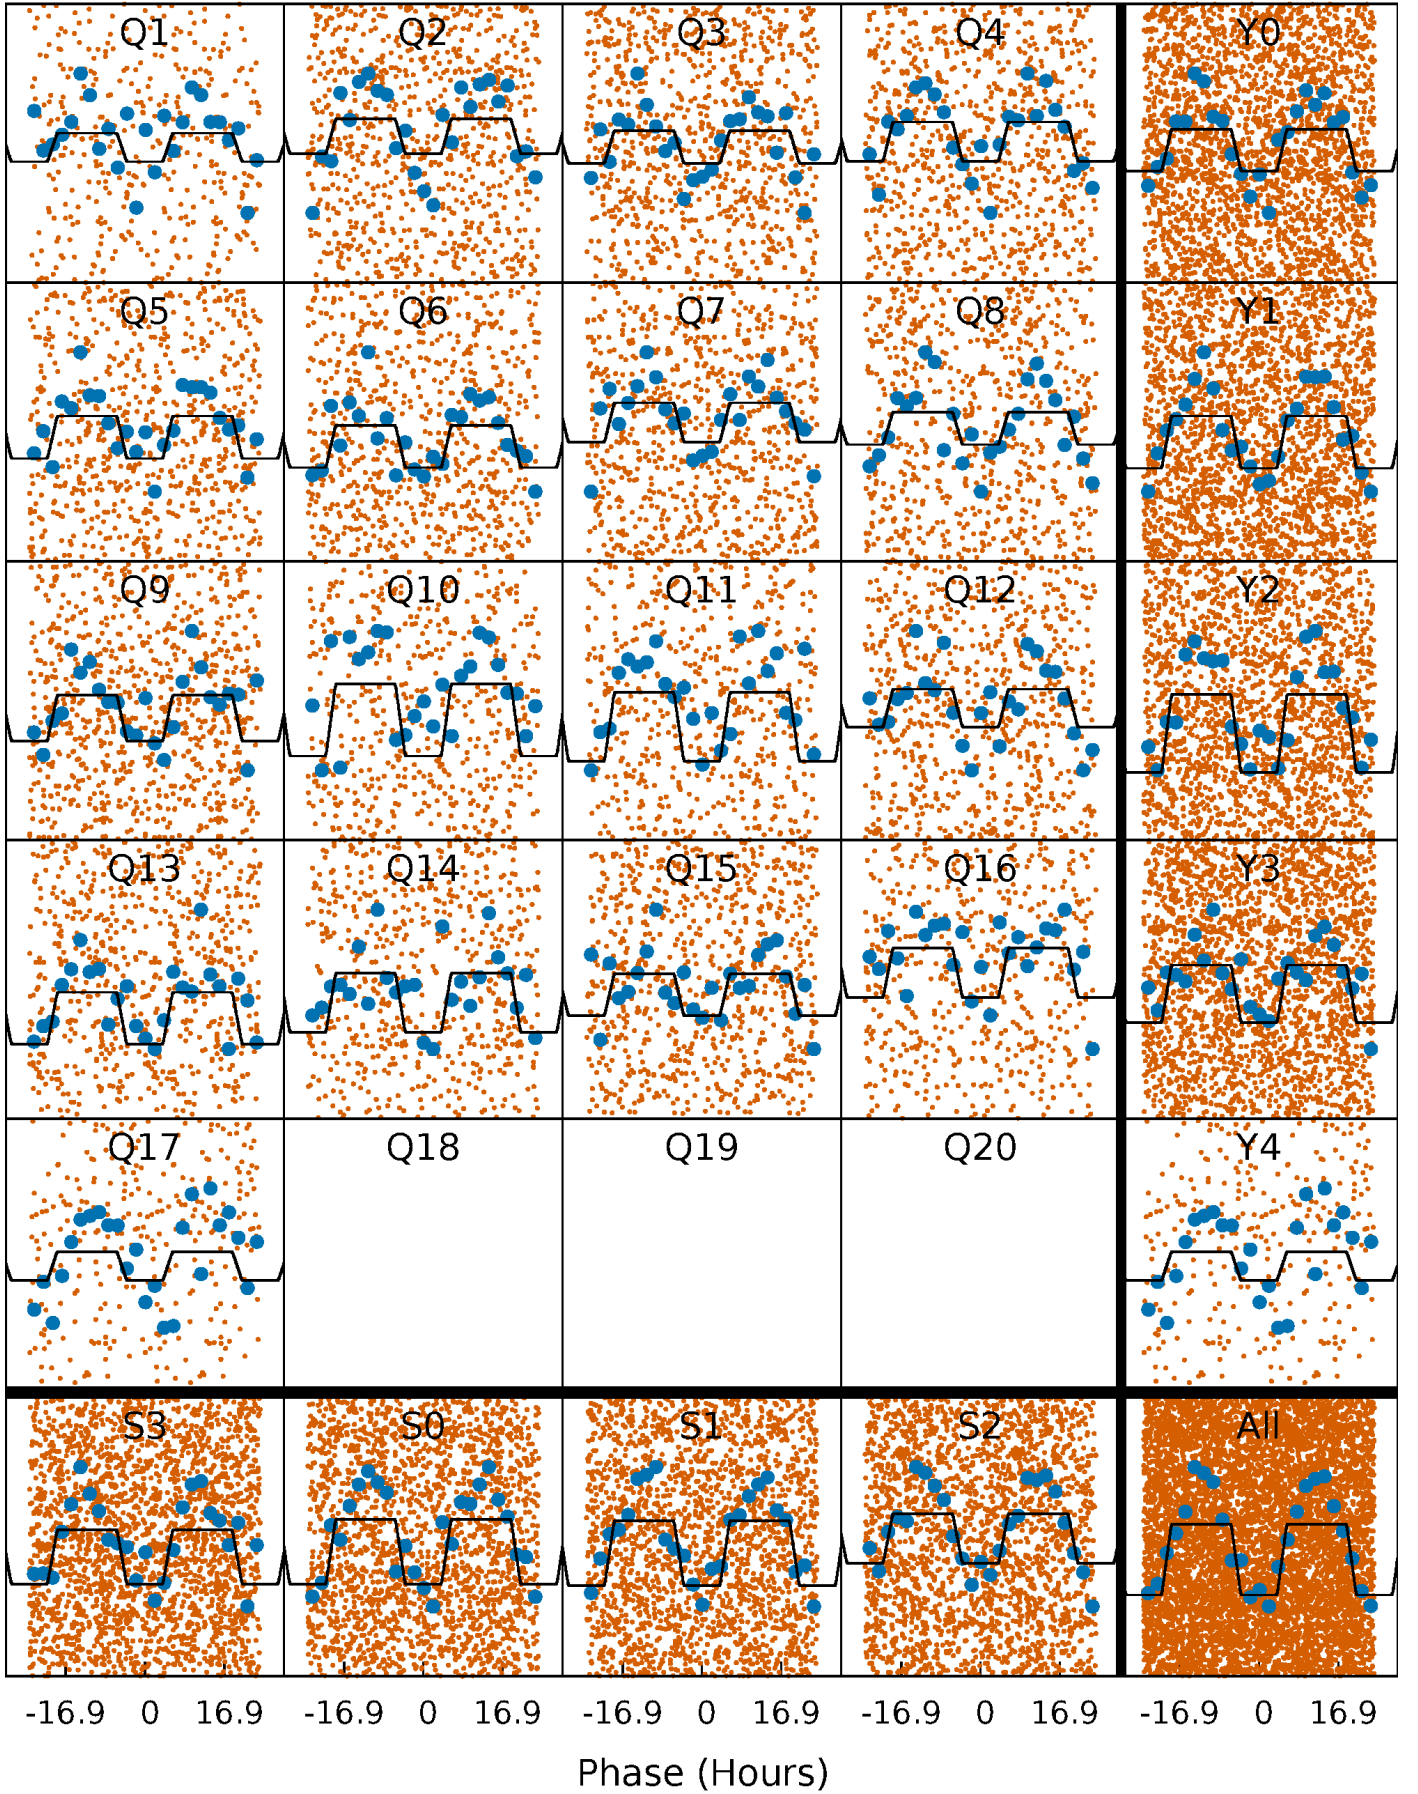 Q1 Q2 Q3 Q4 Y0
Q5 Q6 Q7 Q8 Y1
Q9 Q10 Q11 Q12 Y2
Q13 Q14 Q15 Q16 Y3
Q17 Q18 Q19 Q20 Y4
S3 S0 S1 S2 All
-16.9 0 16.9 -16.9 0 16.9 -16.9 0 16.9 -16.9 0 16.9 -16.9 0 16.9
Phase (Hours)